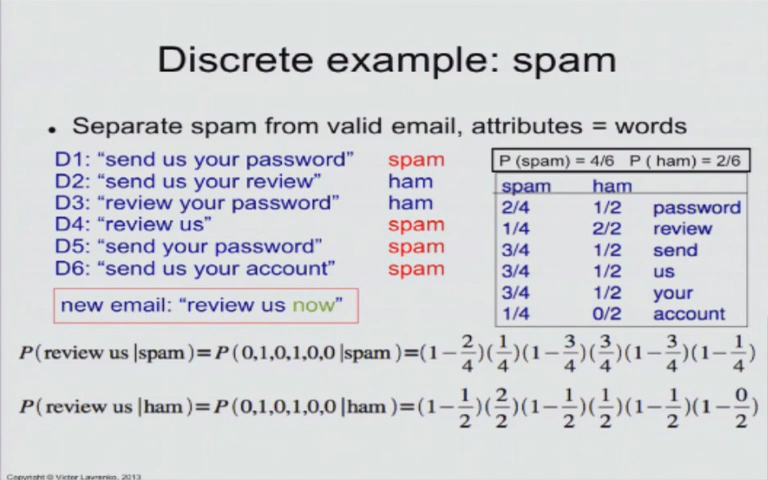 Discrete example: spam
• Separate spam from valid email, attributes = words
D1: “send us your password” spam
D2: “send us your review” ham
D3: “review your password” ham
D4: “review us” spam
D5: “send your password” spam
D6: “send us your account” spam
new email: “review us now”
P (spam) = 4/6 P ( ham) = 2/6
spam ham
2/4 1/2 password
1/4 2/2 review
3/4 1/2 send
3/4 1/2 us
3/4 1/2 your
1/4 0/2 account
P(review us |spam)=P(0,1,0,1,0,0 |spam)=(1−2/4)(1/4)(1−3/4)(3/4)(1−3/4)(1−1/4)
P(review us |ham)=P(0,1,0,1,0,0 |ham)=(1−1/2)(2/2)(1−1/2)(1/2)(1−1/2)(1−0/2)
Copyright © Victor Lavrenko, 2013